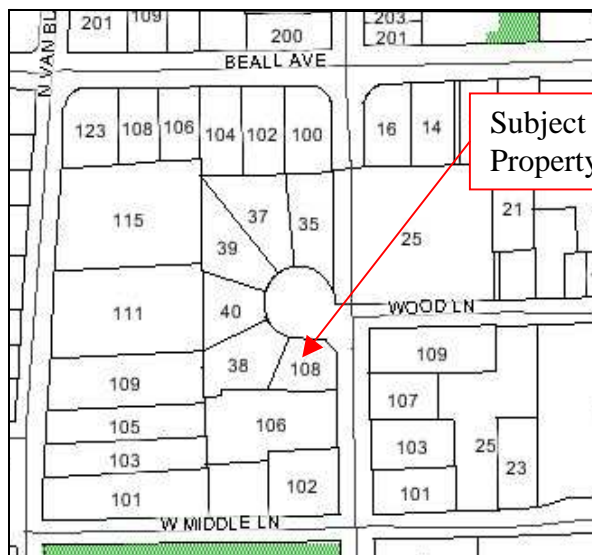 201 109 200 203 201
BEALL AVE
N VAN BL
123 108 106 104 102 100 16 14
Subject
Property
115 37 35 39 25 21
111 40
WOOD LN
109 38 108 109
105 106 107
103 103 25 23
101 102 101
W MIDDLE LN